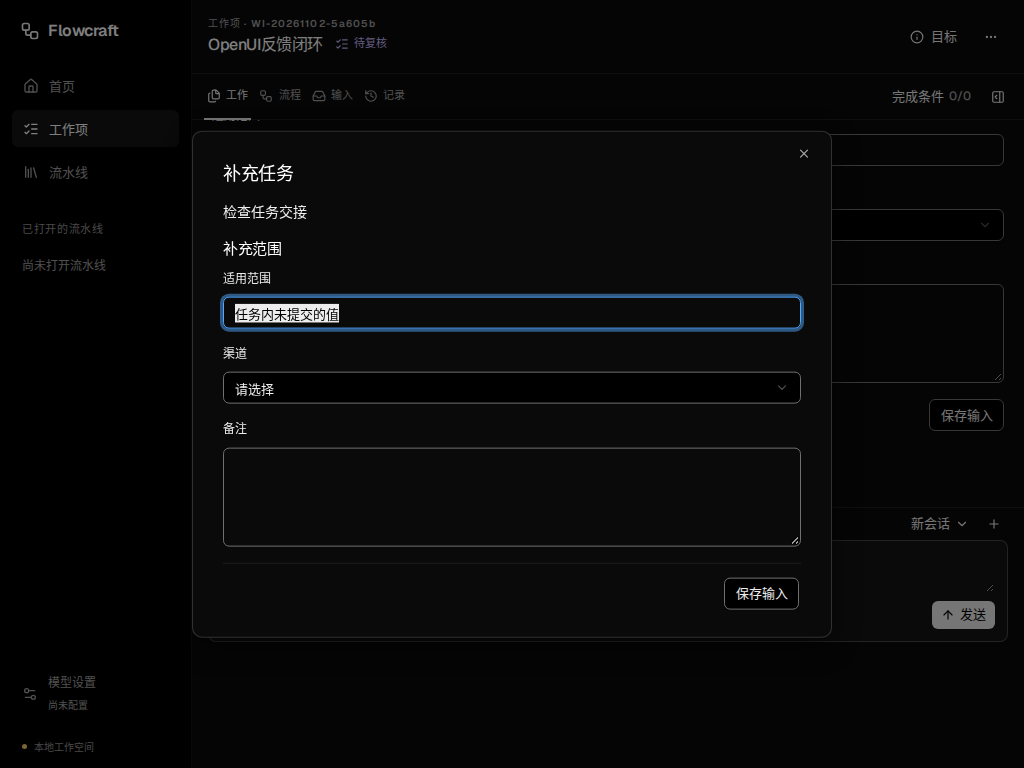 Flowcraft
首页
工作项
流水线
已打开的流水线
尚未打开流水线
模型设置
尚未配置
本地工作空间
工作项 · WI-20261102-5a605b
OpenUI反馈闭环 待复核
目标
工作 流程 输入 记录
完成条件 0/0
补充任务
检查任务交接
补充范围
适用范围
任务内未提交的值
渠道
请选择
备注
保存输入
保存输入
新会话
发送